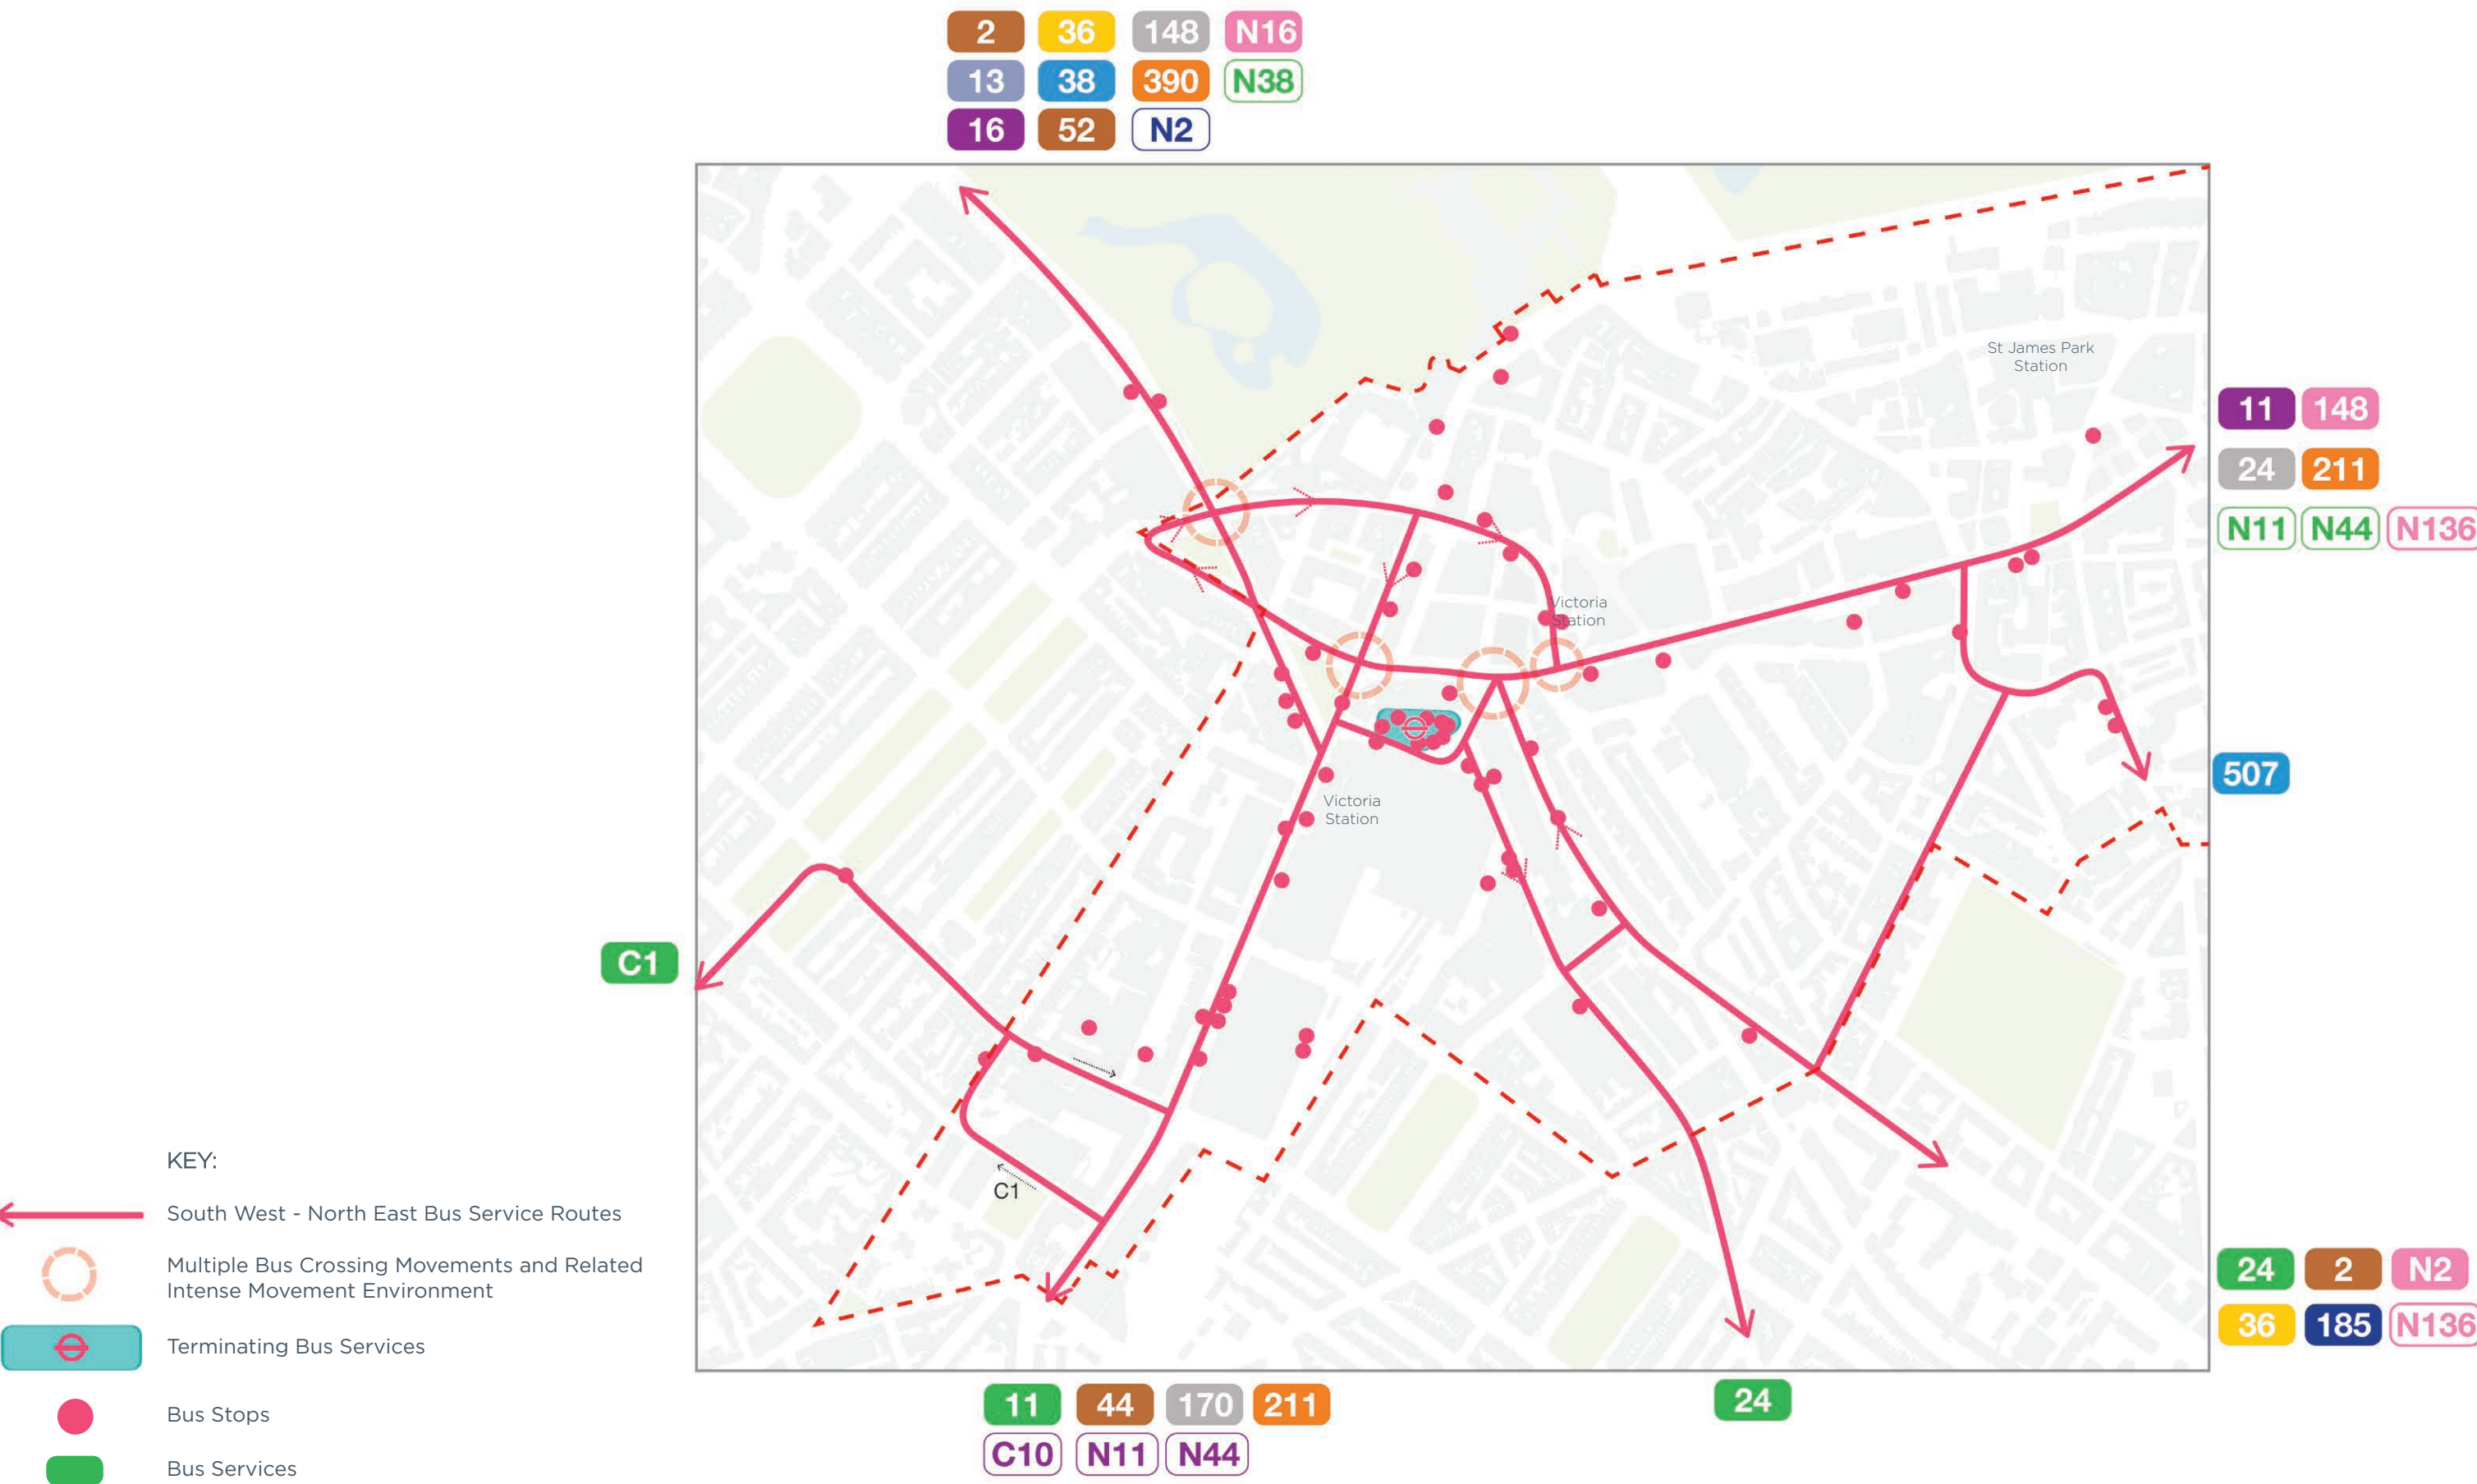 2 36 148 N16
13 38 390 N38
16 52 N2
St James Park
Station
11 148
24 211
N11 N44 N136
Victoria
Station
507
Victoria
Station
C1
KEY:
South West - North East Bus Service Routes
C1
Multiple Bus Crossing Movements and Related
Intense Movement Environment
24 2 N2
36 185 N136
Terminating Bus Services
Bus Stops
11 44 170 211
24
C10 N11 N44
Bus Services